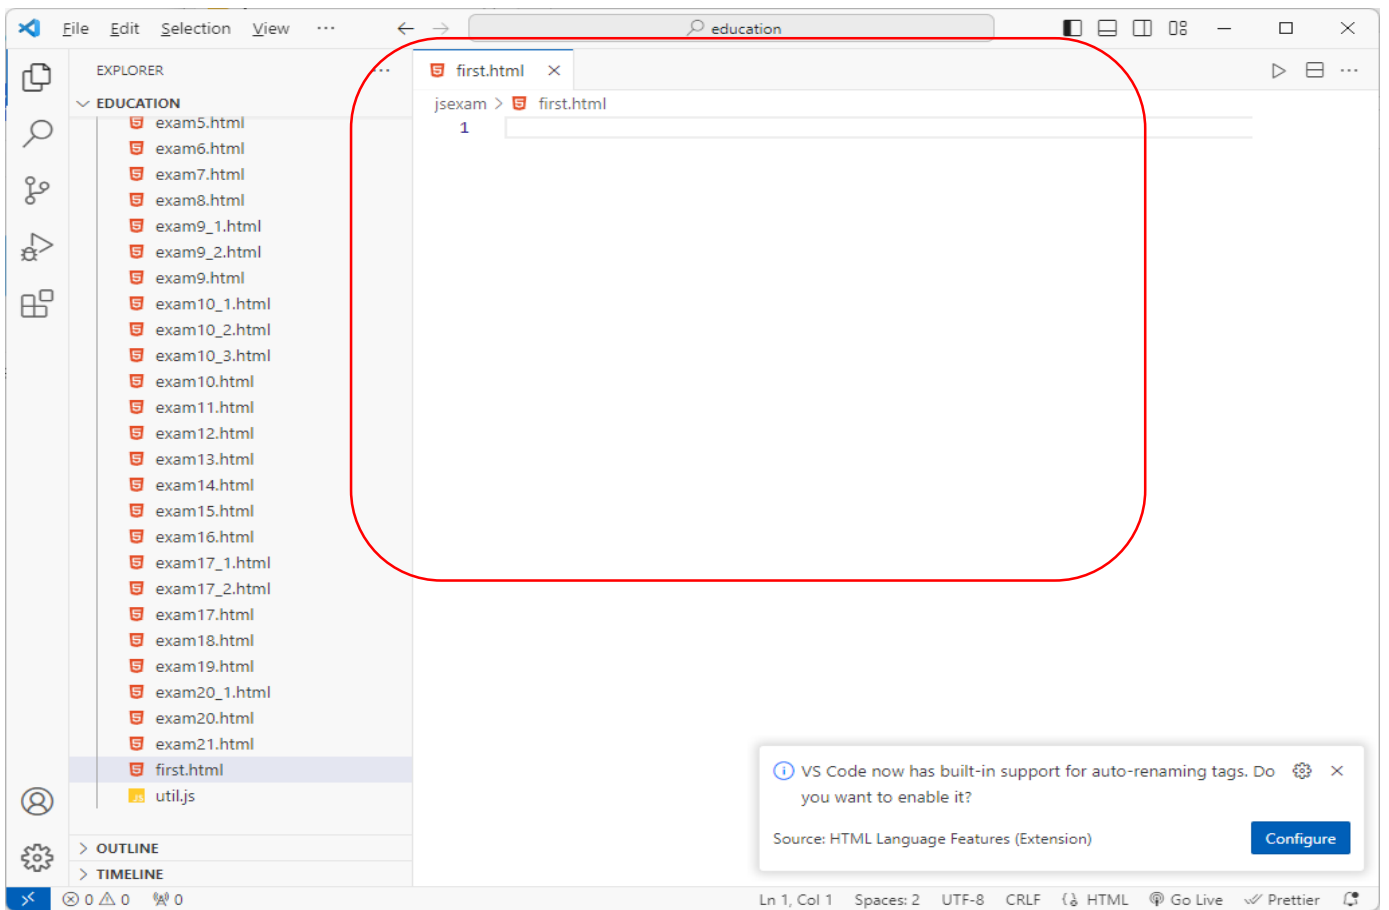 File Edit Selection View ···
education
EXPLORER ···
EDUCATION
exam5.html
exam6.html
exam7.html
exam8.html
exam9_1.html
exam9_2.html
exam9.html
exam10_1.html
exam10_2.html
exam10_3.html
exam10.html
exam11.html
exam12.html
exam13.html
exam14.html
exam15.html
exam16.html
exam17_1.html
exam17_2.html
exam17.html
exam18.html
exam19.html
exam20_1.html
exam20.html
exam21.html
first.html
JS util.js
OUTLINE
TIMELINE
first.html
jsexam > first.html
1
VS Code now has built-in support for auto-renaming tags. Do
you want to enable it?
Source: HTML Language Features (Extension)
Configure
0 0 0
Ln 1, Col 1 Spaces: 2 UTF-8 CRLF HTML Go Live Prettier